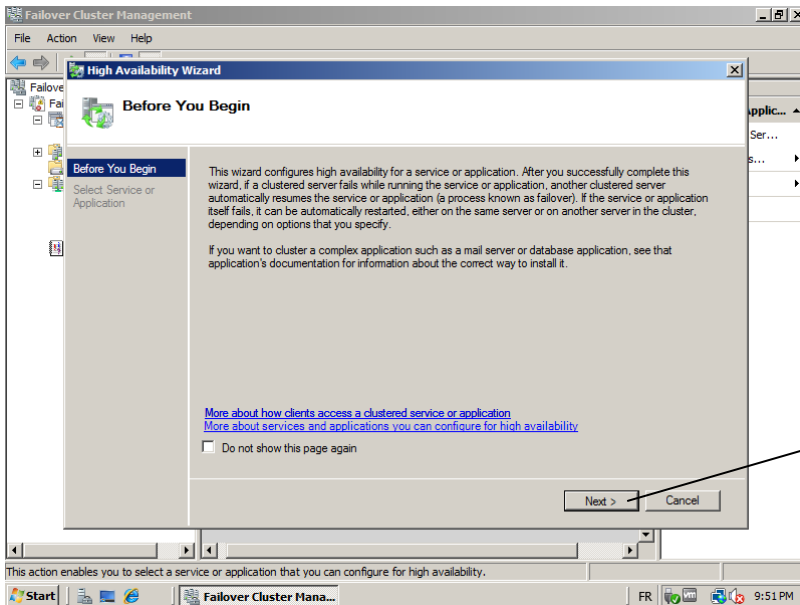 Failover Cluster Management
File Action View Help
High Availability Wizard
Failove
Fai
Before You Begin
Applic...
Ser...
s...
Before You Begin
Select Service or
Application
This wizard configures high availability for a service or application. After you successfully complete this
wizard, if a clustered server fails while running the service or application, another clustered server
automatically resumes the service or application (a process known as failover). If the service or application
itself fails, it can be automatically restarted, either on the same server or on another server in the cluster,
depending on options that you specify.
If you want to cluster a complex application such as a mail server or database application, see that
application's documentation for information about the correct way to install it.
More about how clients access a clustered service or application
More about services and applications you can configure for high availability
Do not show this page again
Next > Cancel
This action enables you to select a service or application that you can configure for high availability.
Start Failover Cluster Mana... FR vm 9:51 PM